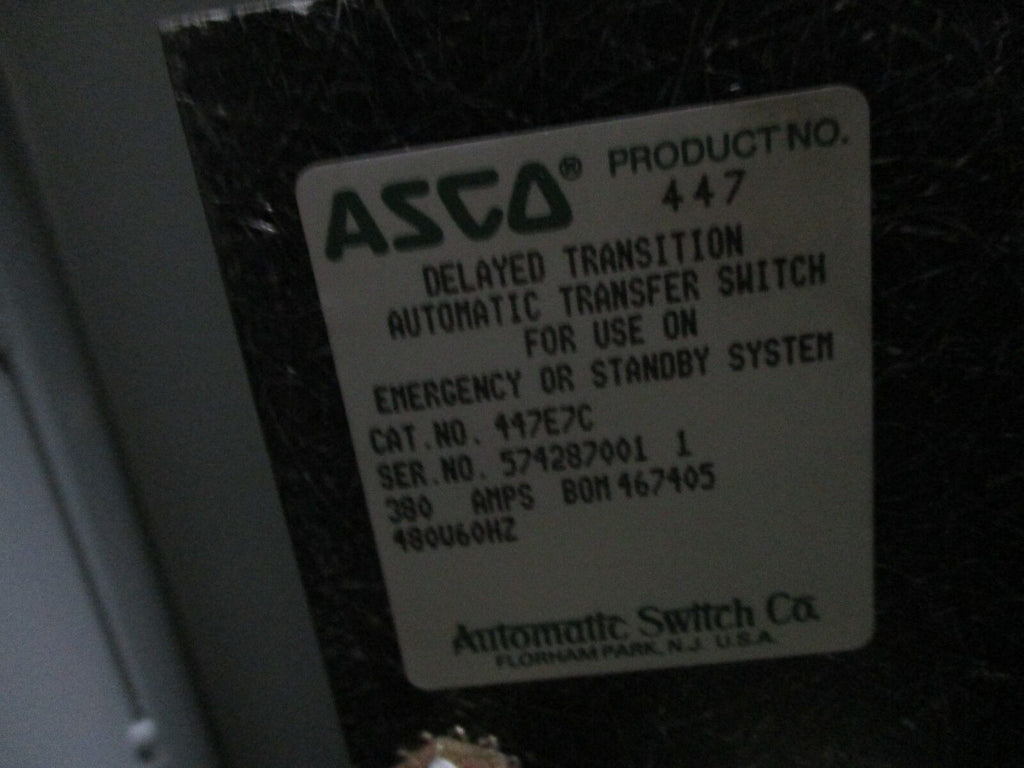 ASCO® PRODUCT NO.
447
DELAYED TRANSITION
AUTOMATIC TRANSFER SWITCH
FOR USE ON
EMERGENCY OR STANDBY SYSTEM
CAT.NO. 447E7C
SER.NO. 574287001 1
380 AMPS BOM 467405
480V60HZ
Automatic Switch Co.
FLORHAM PARK, N.J. U.S.A.